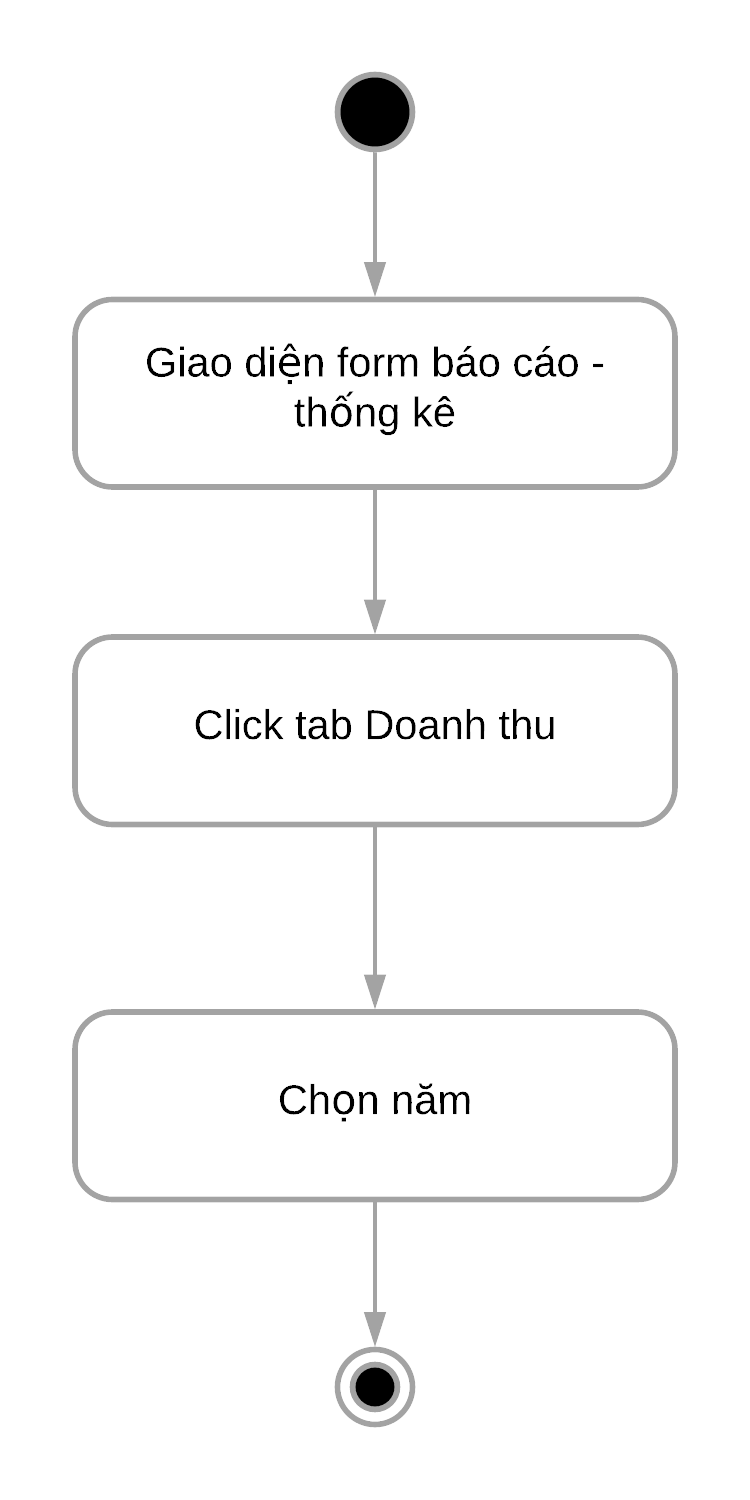 Giao diện form báo cáo -
thống kê
Click tab Doanh thu
Chọn năm